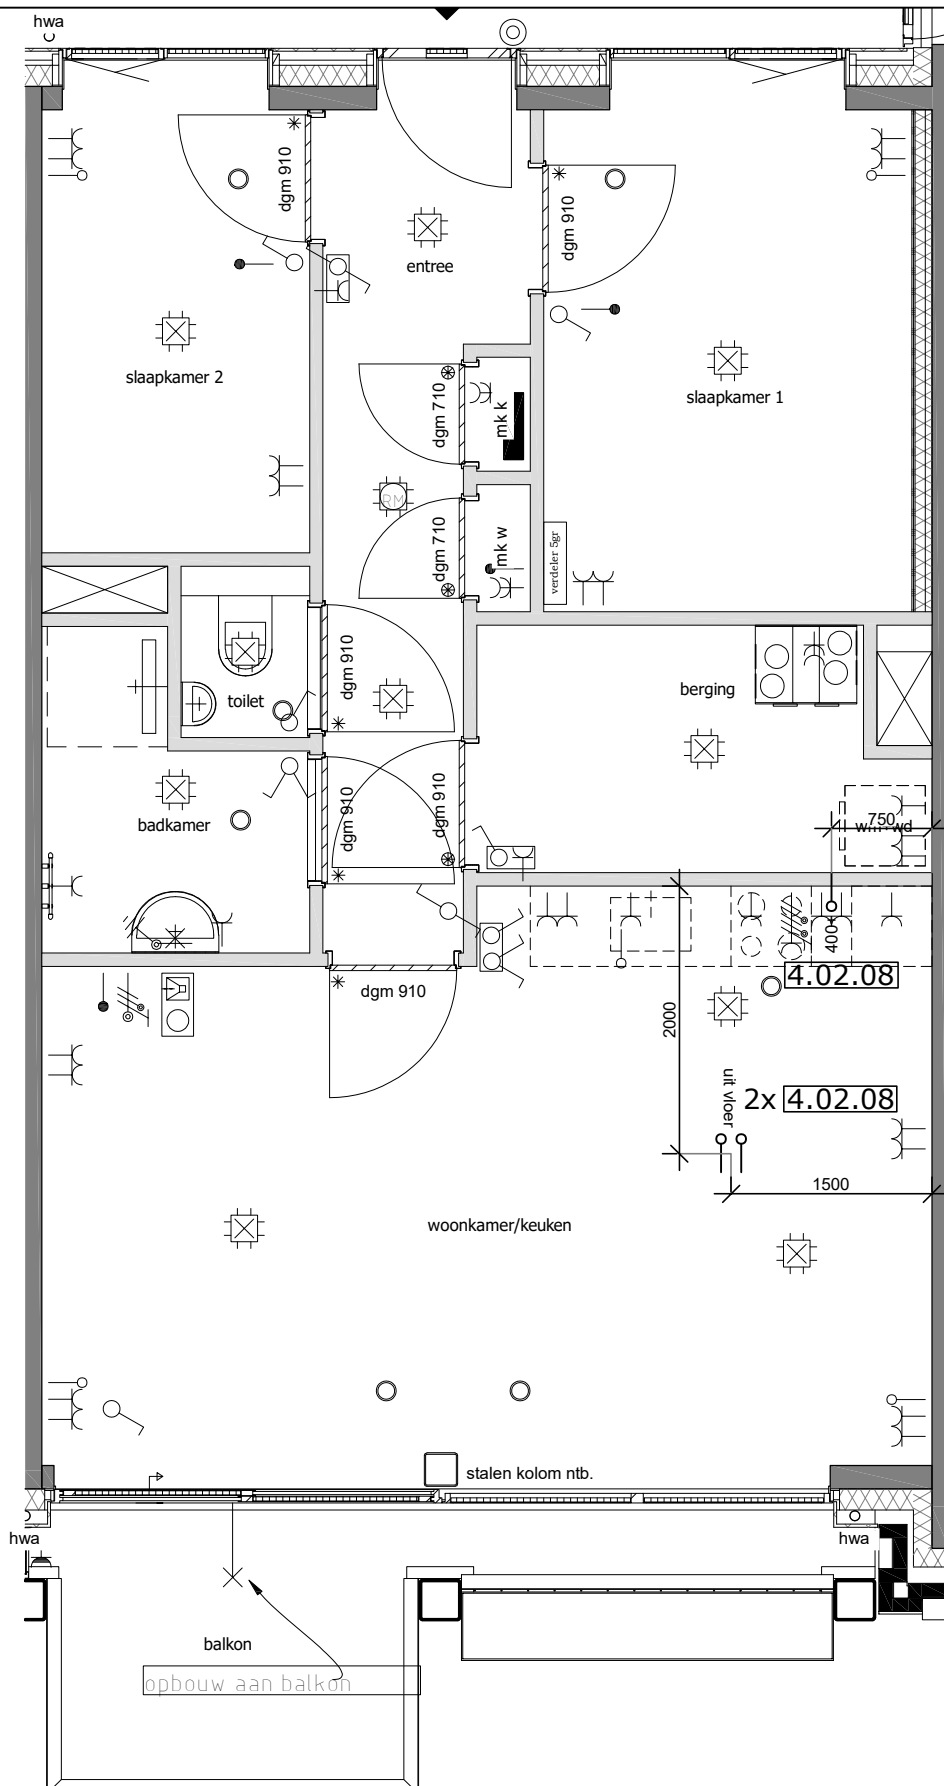 hwa
dgm 910
dgm 910
entree
slaapkamer 2
slaapkamer 1
dgm 710
mk k
RM
dgm 710
mk w
verdeler 5gr
dgm 910
toilet
berging
badkamer
dgm 910
dgm 910
750
wm+wd
400+
4.02.08
dgm 910
2000
uit vloer
2x 4.02.08
1500
woonkamer/keuken
stalen kolom ntb.
hwa
hwa
balkon
opbouw aan balkon